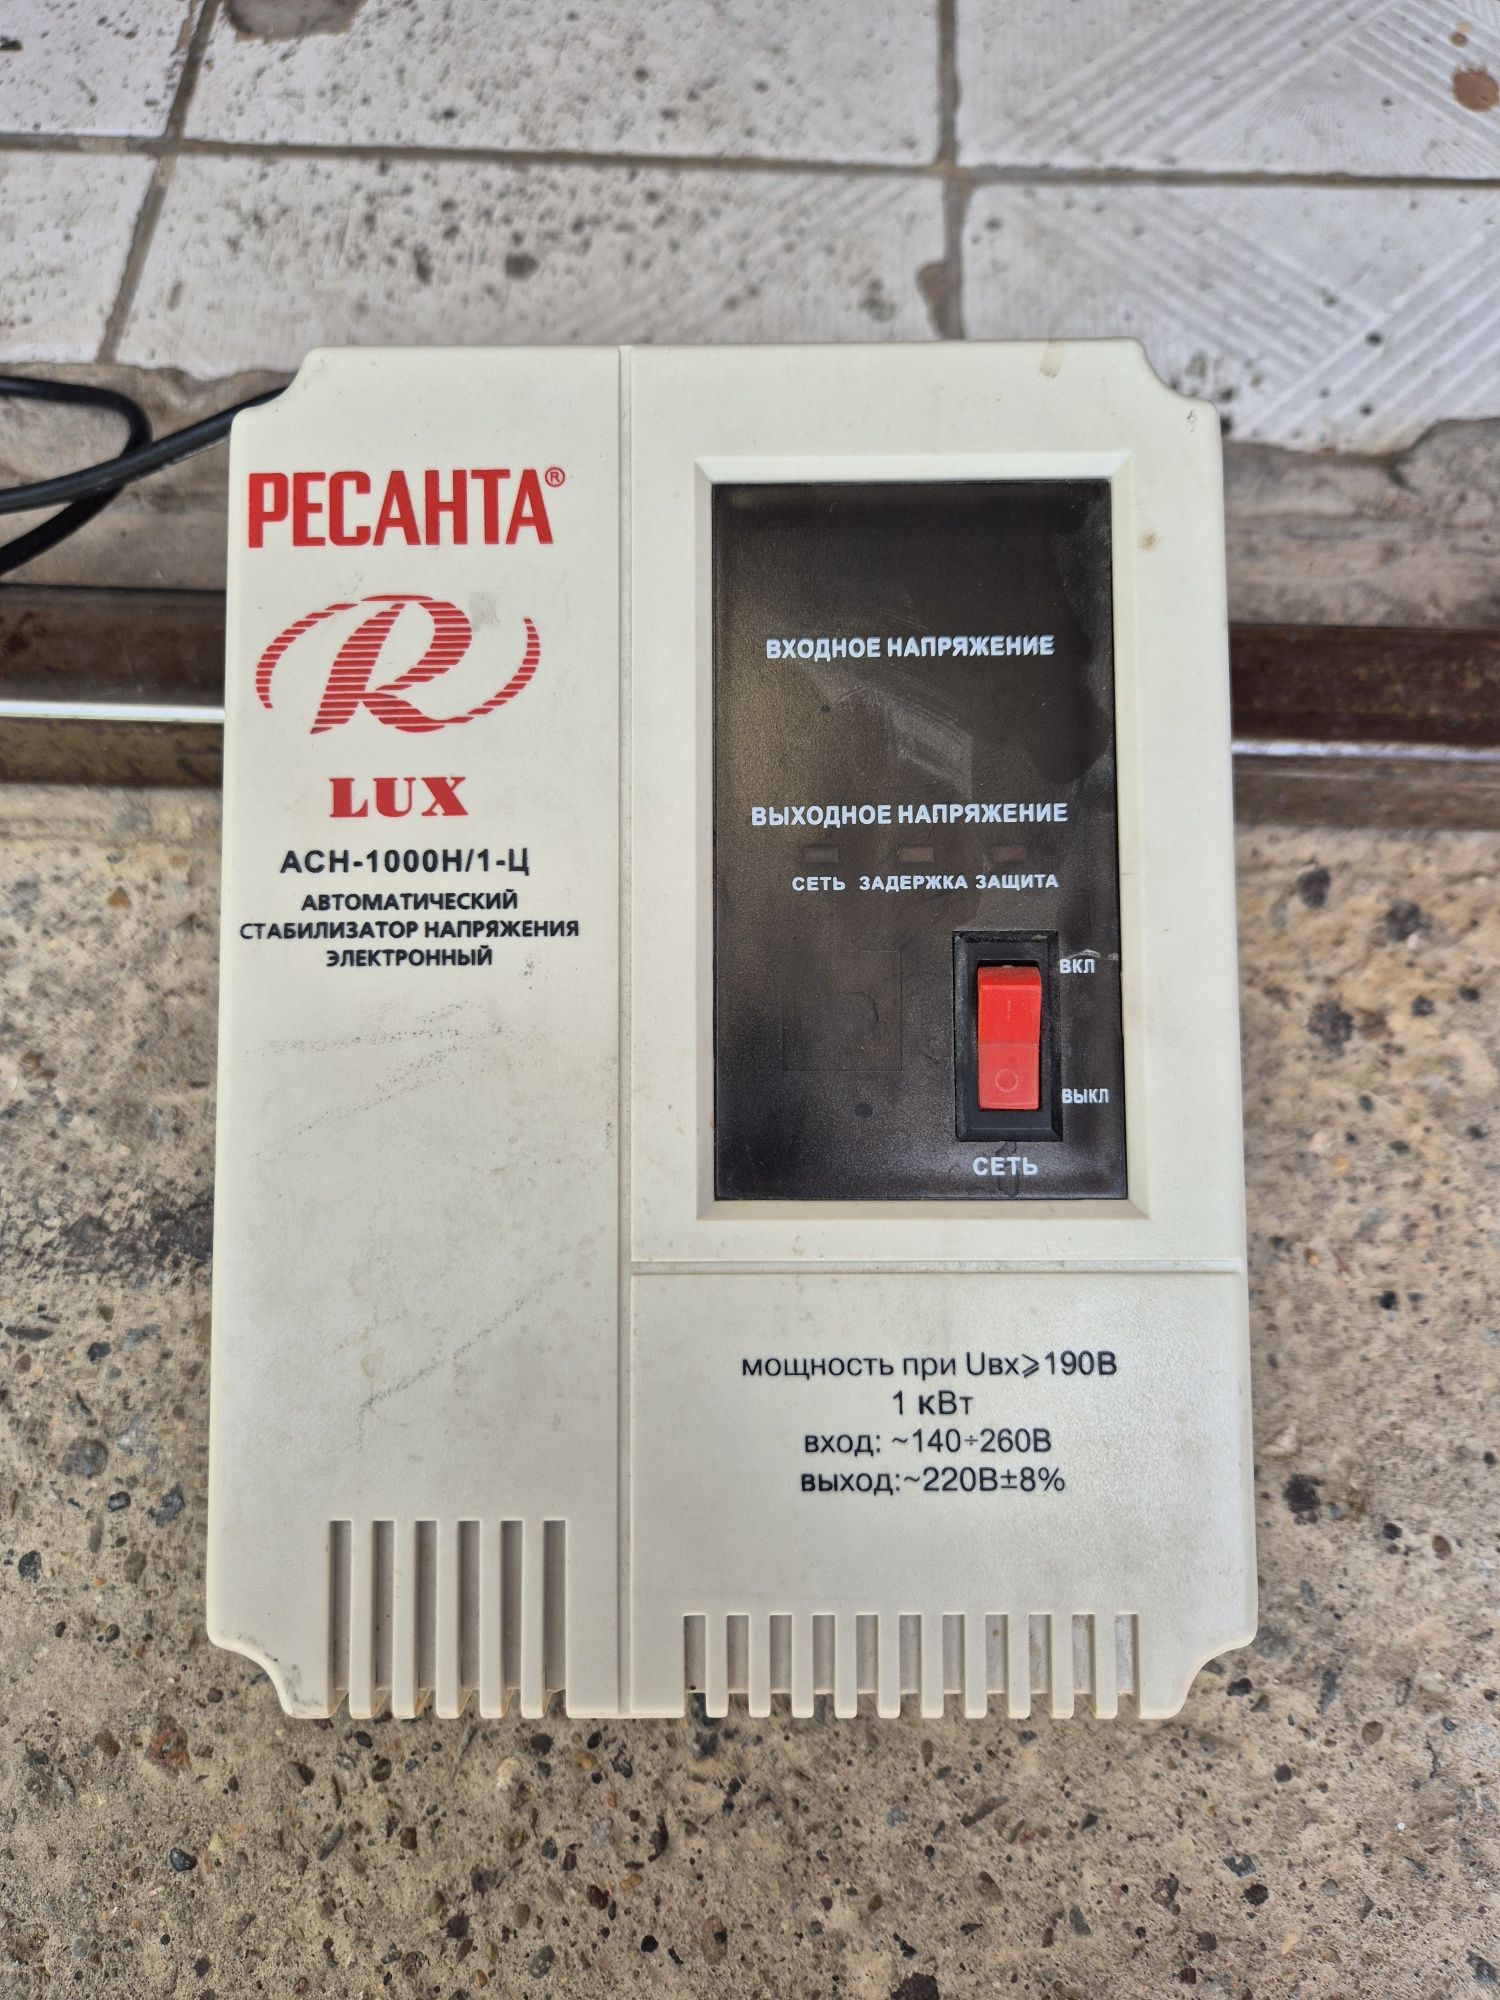 РЕСАНТА®
R
LUX
АСН-1000Н/1-Ц
АВТОМАТИЧЕСКИЙ
СТАБИЛИЗАТОР НАПРЯЖЕНИЯ
ЭЛЕКТРОННЫЙ
ВХОДНОЕ НАПРЯЖЕНИЕ
ВЫХОДНОЕ НАПРЯЖЕНИЕ
СЕТЬ ЗАДЕРЖКА ЗАЩИТА
ВКЛ
ВЫКЛ
СЕТЬ
мощность при Uвх⩾190В
1 кВт
вход: ~140÷260В
выход:~220В±8%